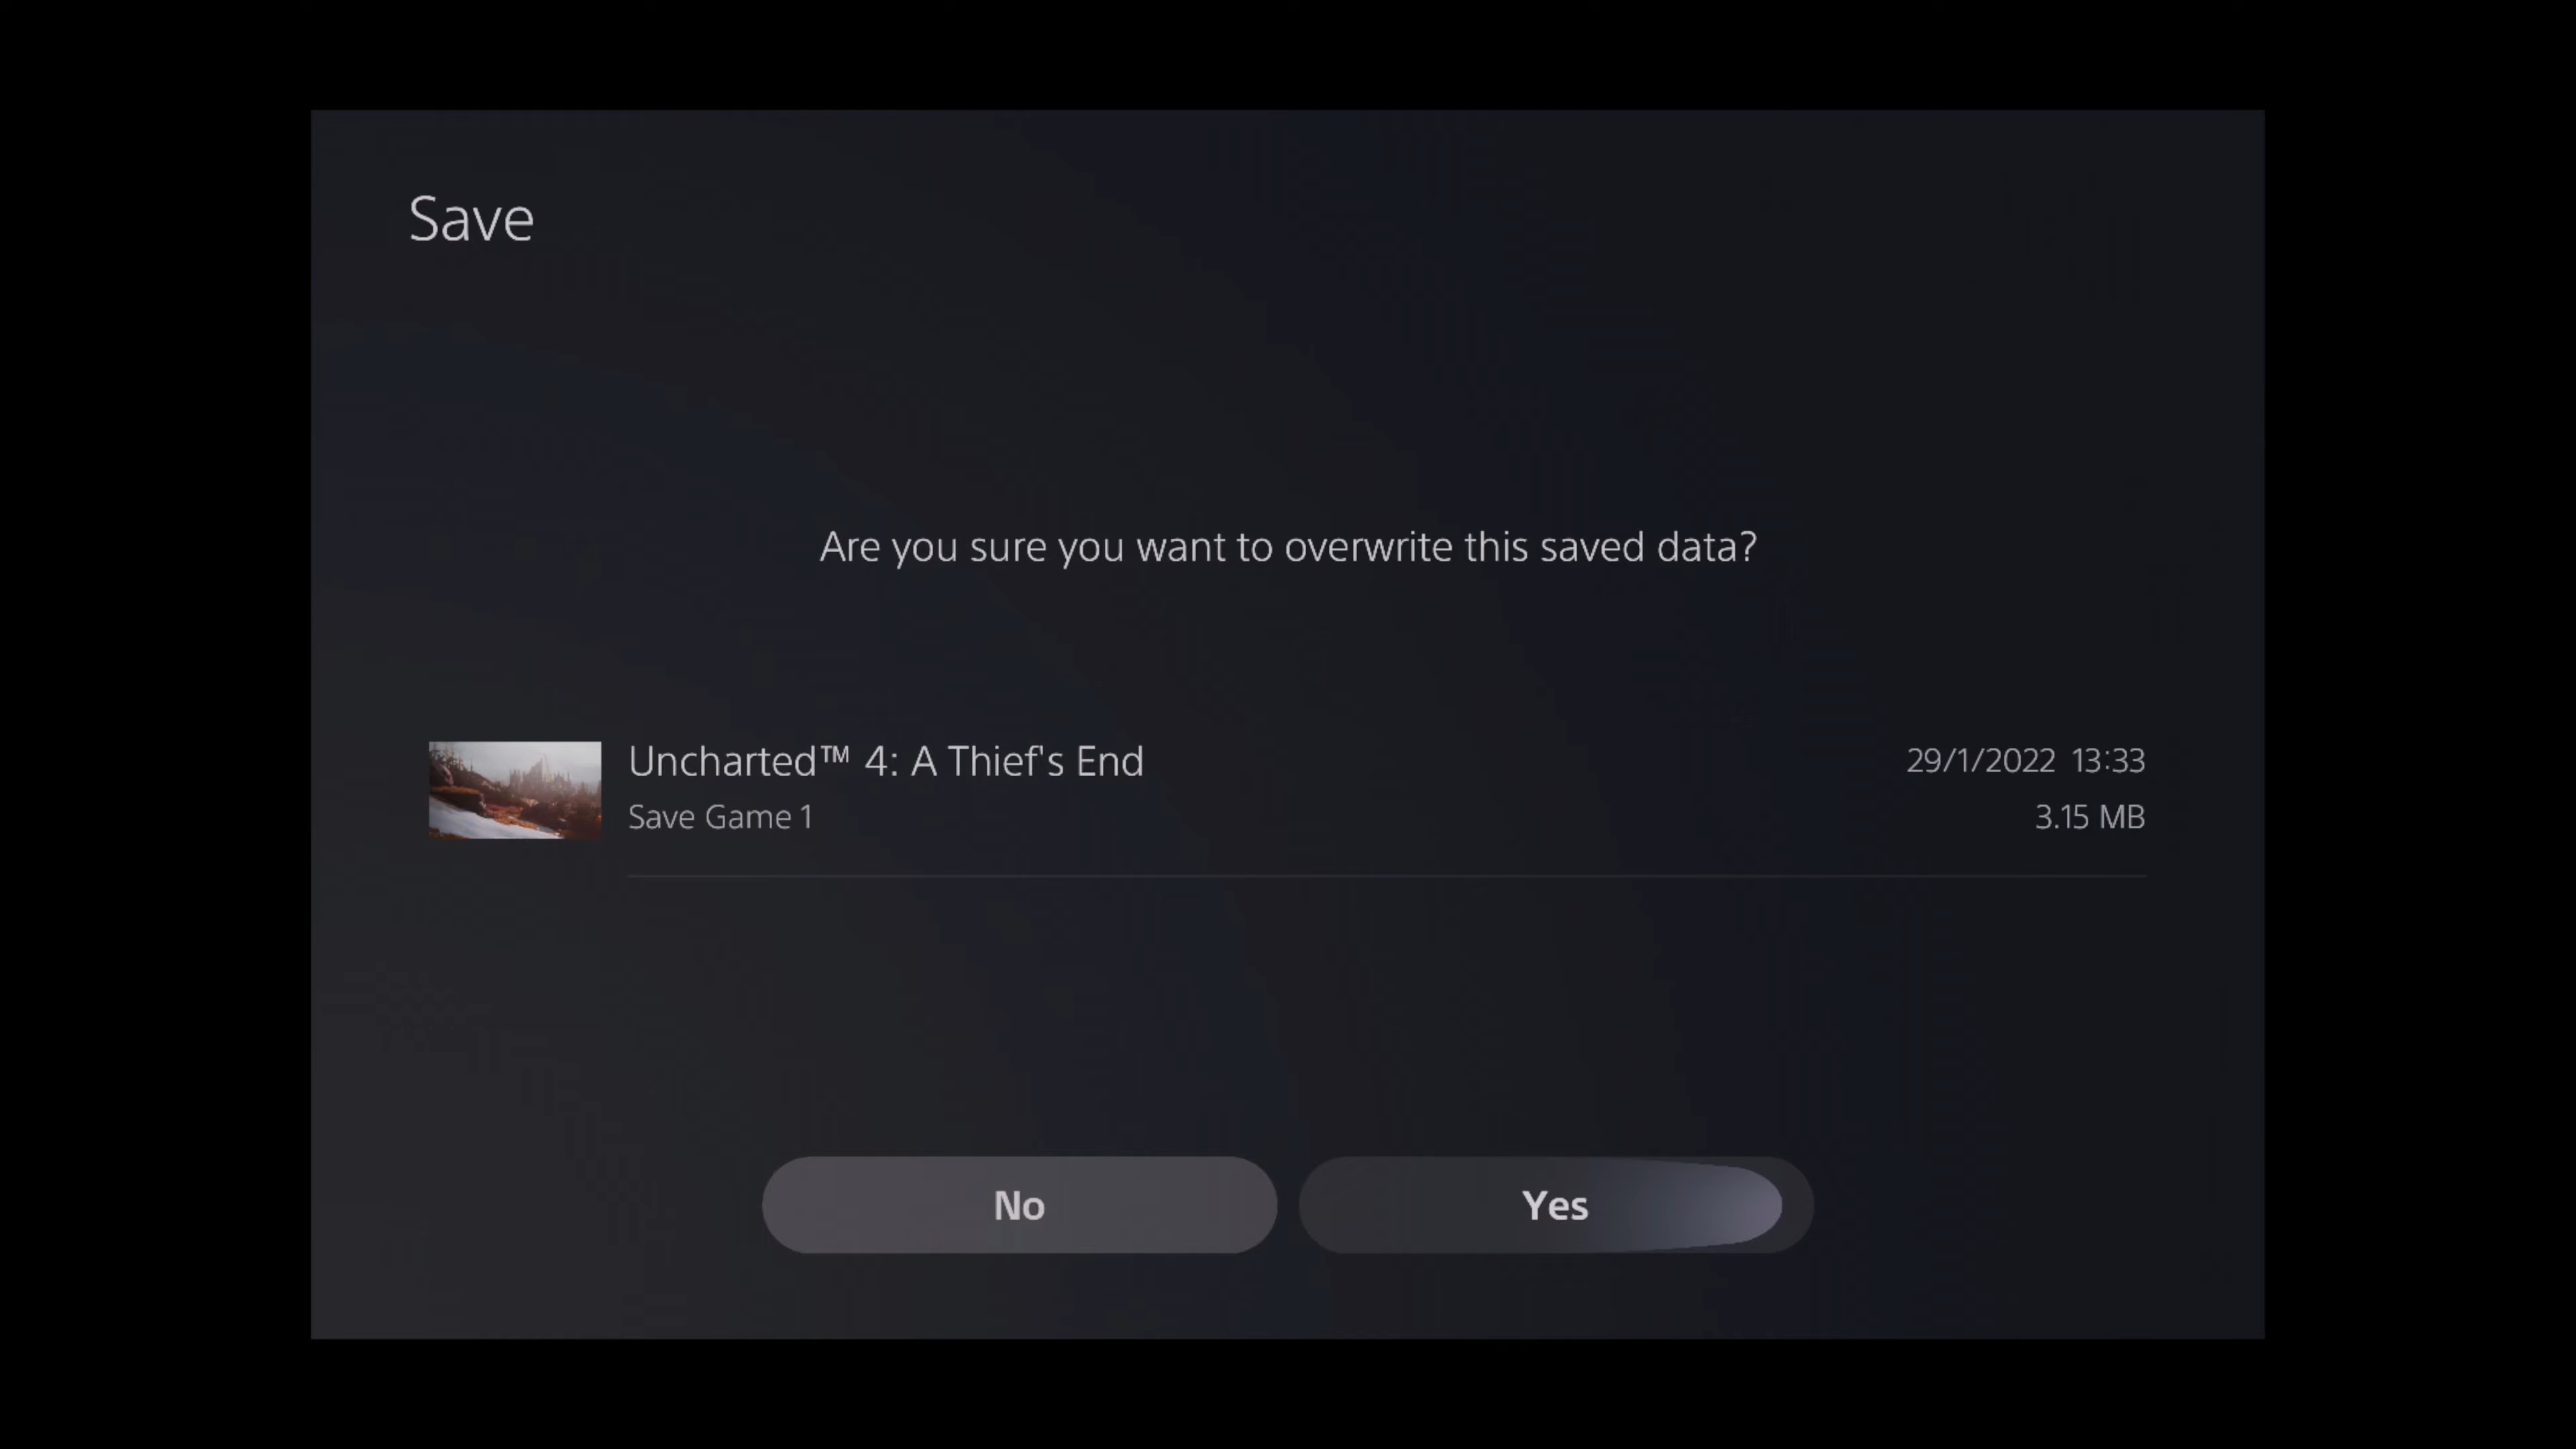 Save
Are you sure you want to overwrite this saved data?
Uncharted™ 4: A Thief's End
29/1/2022 13:33
Save Game 1
3.15 MB
No
Yes